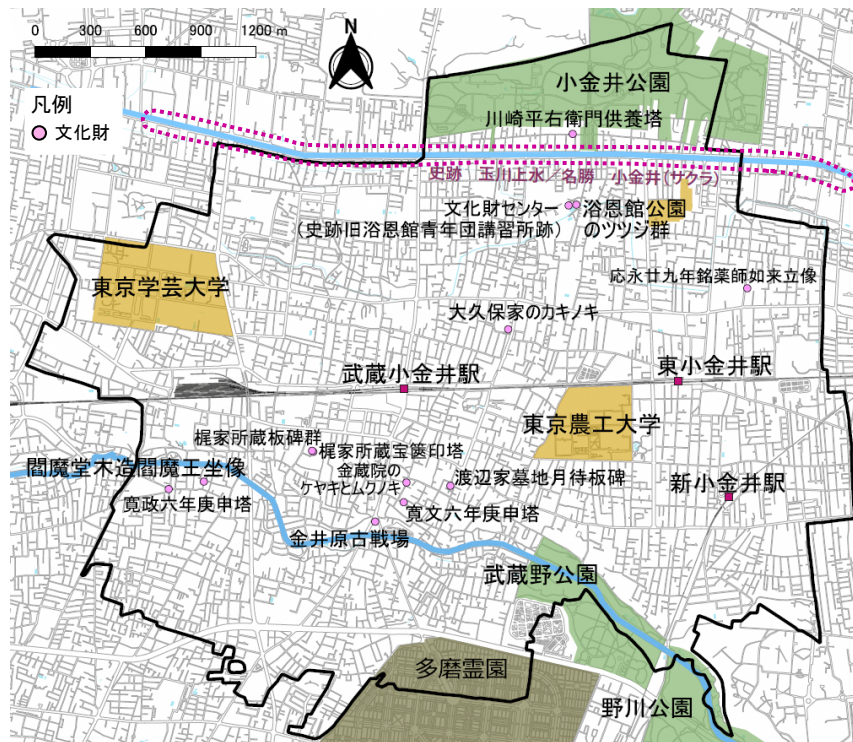 0 300 600 900 1200 m
N
凡例
文化財
小金井公園
川崎平右衛門供養塔
史跡 玉川上水／名勝 小金井(サクラ)
文化財センター
(史跡旧浴恩館青年団講習所跡)
浴恩館公園
のツツジ群
東京学芸大学
応永廿九年銘薬師如来立像
大久保家のカキノキ
武蔵小金井駅
東小金井駅
東京農工大学
梶家所蔵板碑群
梶家所蔵宝篋印塔
金蔵院の
ケヤキとムクノキ
閻魔堂木造閻魔王坐像
渡辺家墓地月待板碑
新小金井駅
寛政六年庚申塔
寛文六年庚申塔
金井原古戦場
武蔵野公園
多磨霊園
野川公園